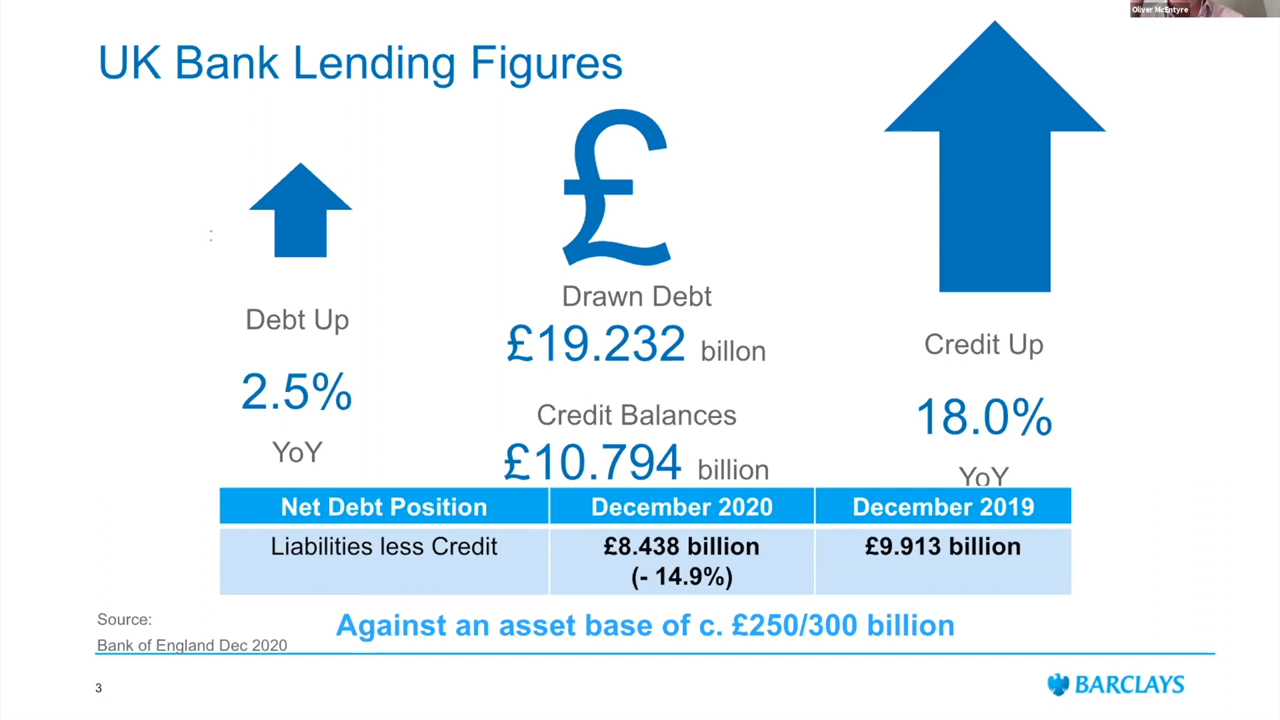 Oliver McEntyre
UK Bank Lending Figures
£
:
Debt Up
2.5%
YoY
Drawn Debt
£19.232 billon
Credit Balances
£10.794 billion
Credit Up
18.0%
YoY
Net Debt Position December 2020 December 2019
Liabilities less Credit £8.438 billion £9.913 billion
(- 14.9%)
Against an asset base of c. £250/300 billion
Source:
Bank of England Dec 2020
3
BARCLAYS